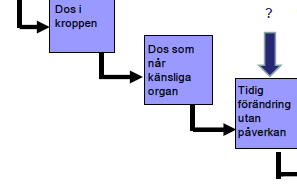 ?
Dos i
kroppen
Dos som
når
känsliga
organ
Tidig
förändring
utan
påverkan